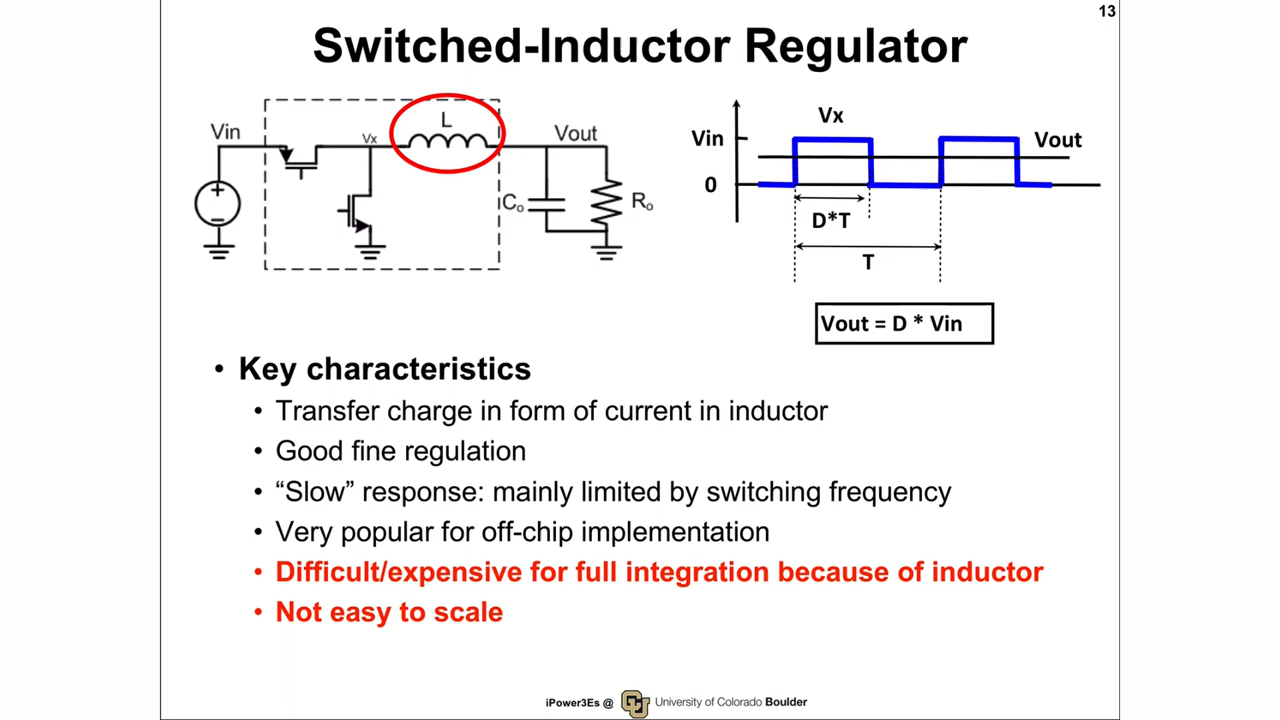 13
Switched-Inductor Regulator
Vin
Vx
L
Vout
Co
Ro
Vx
Vin
Vout
0
D*T
T
Vout = D * Vin
• Key characteristics
• Transfer charge in form of current in inductor
• Good fine regulation
• “Slow” response: mainly limited by switching frequency
• Very popular for off-chip implementation
• Difficult/expensive for full integration because of inductor
• Not easy to scale
iPower3Es @ CU University of Colorado Boulder